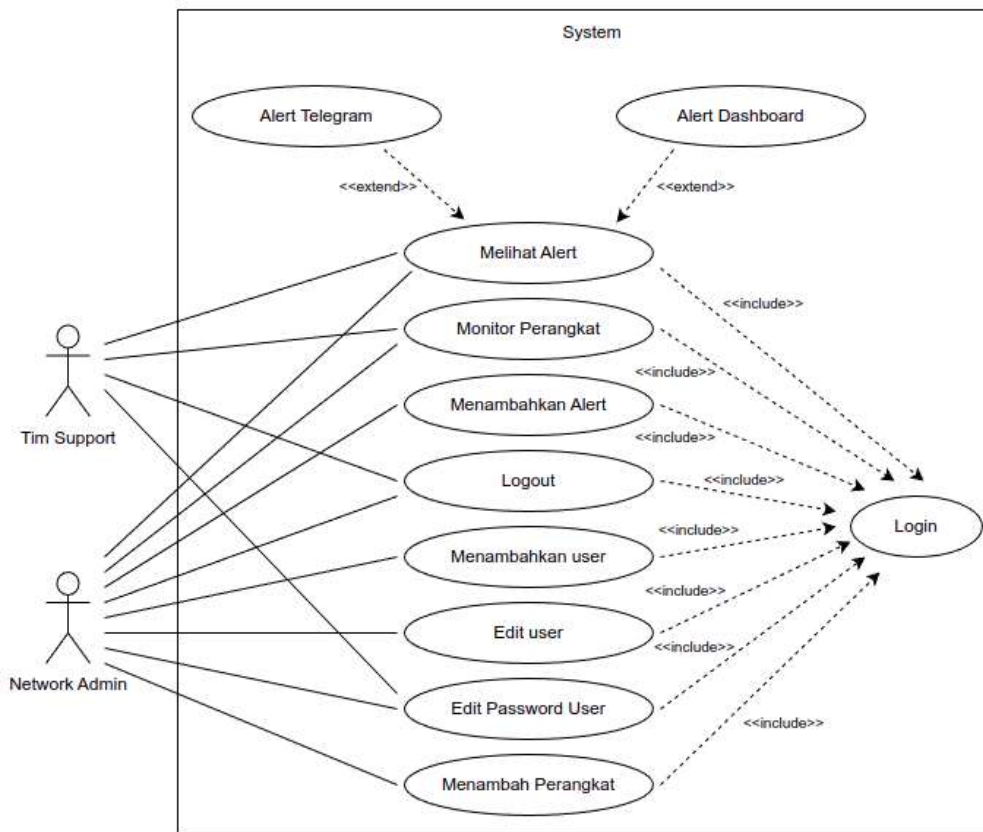 System
Alert Telegram
Alert Dashboard
<<extend>>
<<extend>>
Melihat Alert
<<include>>
Monitor Perangkat
<<include>>
Tim Support
Menambahkan Alert
<<include>>
Logout
<<include>>
Login
Menambahkan user
<<include>>
<<include>>
Edit user
<<include>>
Network Admin
Edit Password User
<<include>>
Menambah Perangkat